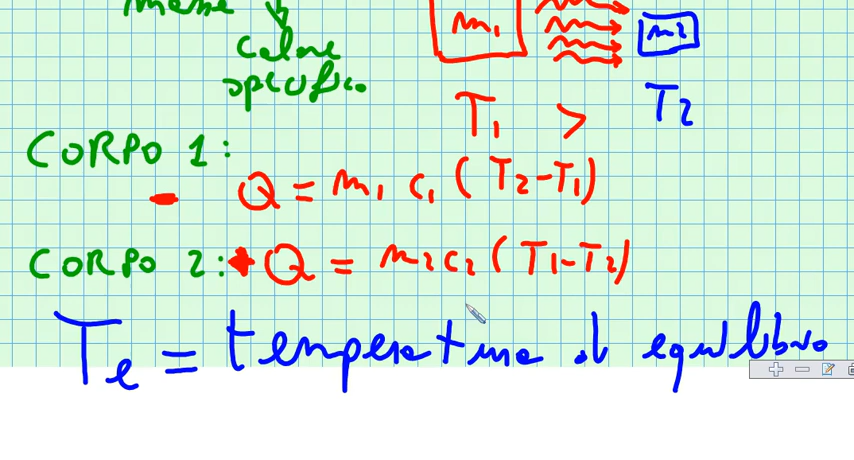 calore
specifico
m1 m2
T1 > T2
CORPO 1:
- Q = m1 c1 (T2-T1)
CORPO 2: + Q = m2 c2 (T1-T2)
Te = temperatura di equilibrio